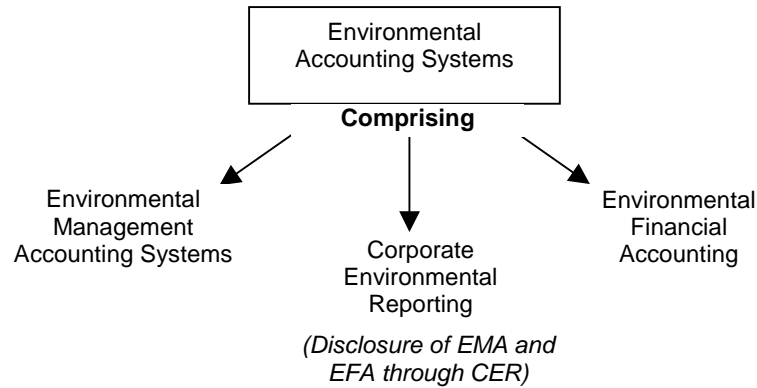 Environmental
Accounting Systems
Comprising
Environmental
Management
Accounting Systems
Corporate
Environmental
Reporting
(Disclosure of EMA and
EFA through CER)
Environmental
Financial
Accounting